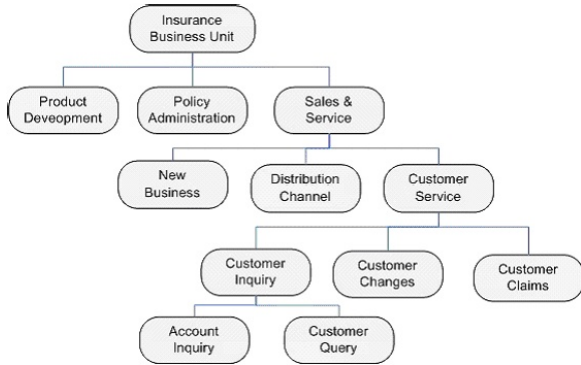 Insurance
Business Unit
Product
Deveopment
Policy
Administration
Sales &
Service
New
Business
Distribution
Channel
Customer
Service
Customer
Inquiry
Customer
Changes
Customer
Claims
Account
Inquiry
Customer
Query